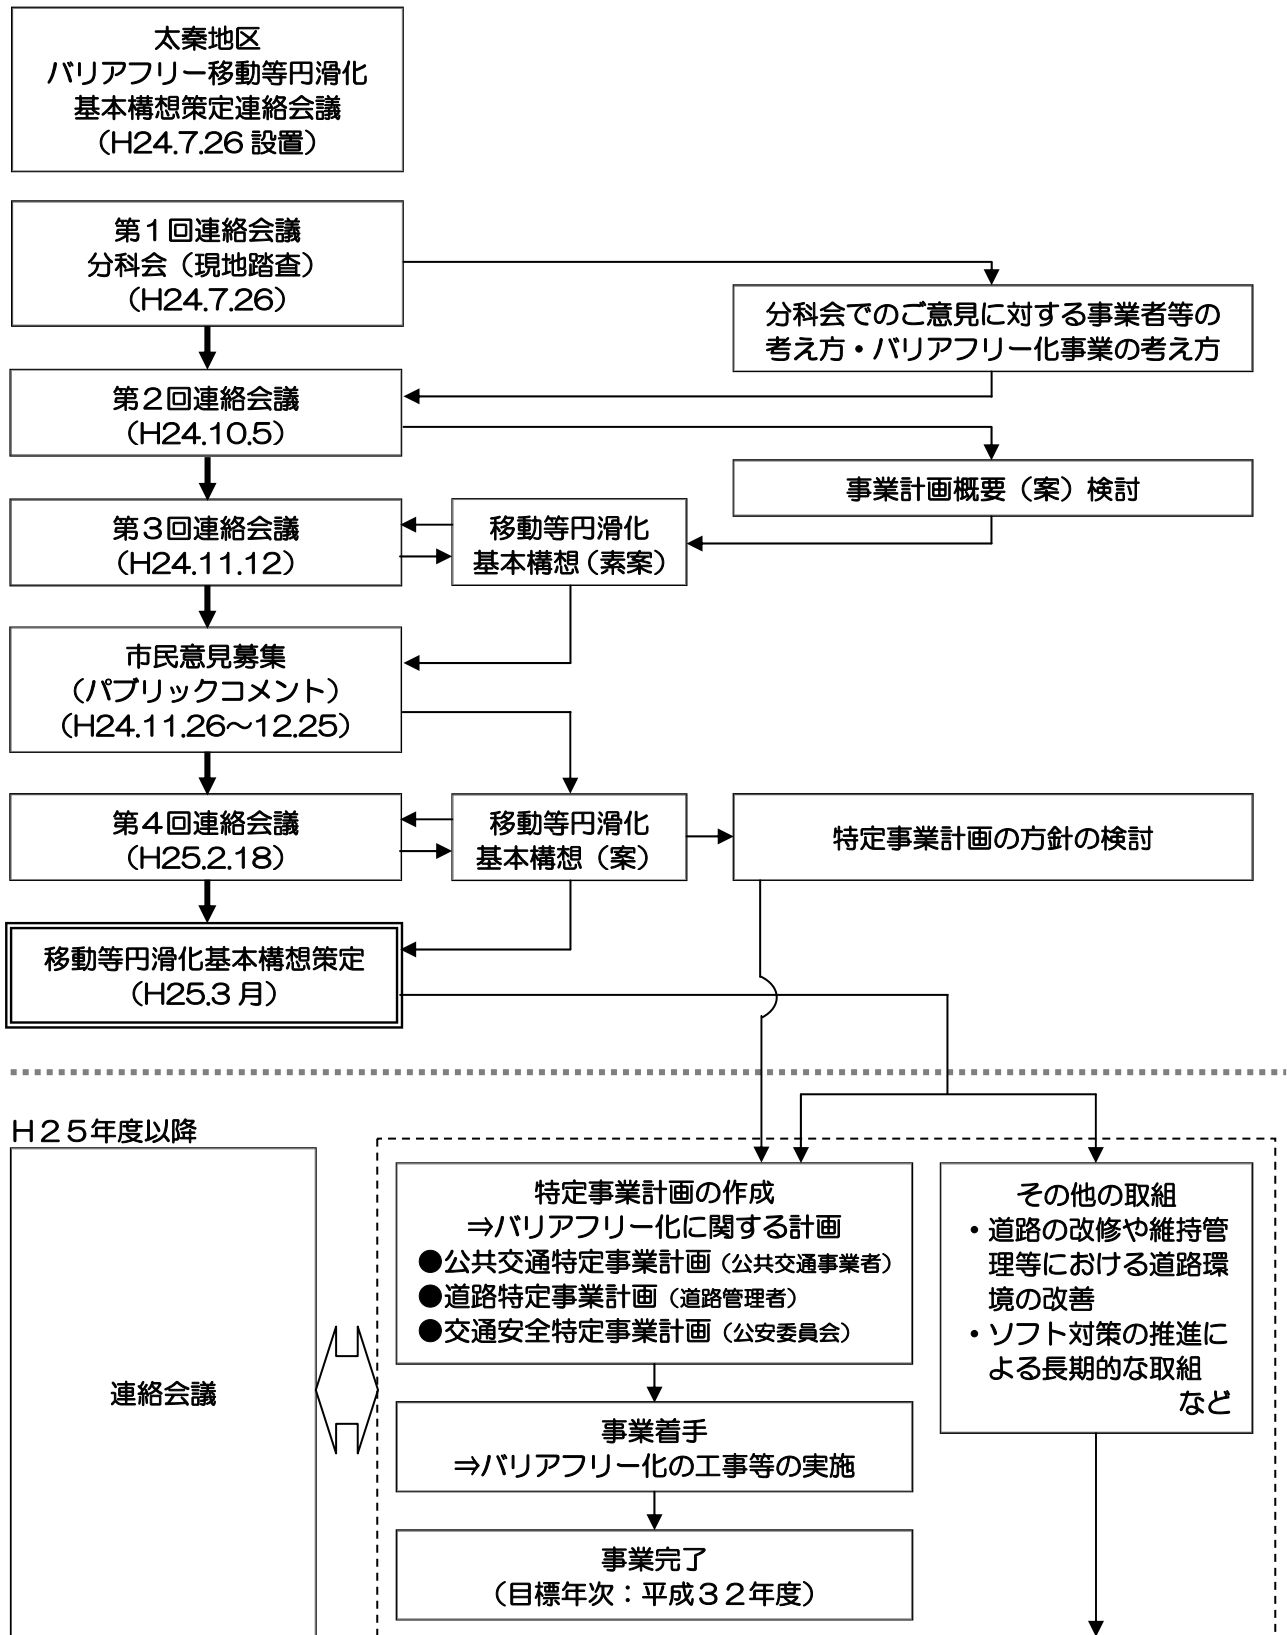 太秦地区
バリアフリー移動等円滑化
基本構想策定連絡会議
（H24.7.26 設置）
第１回連絡会議
分科会（現地踏査）
（H24.7.26）
分科会でのご意見に対する事業者等の
考え方・バリアフリー化事業の考え方
第２回連絡会議
（H24.10.5）
事業計画概要（案）検討
第３回連絡会議
（H24.11.12）
移動等円滑化
基本構想（素案）
市民意見募集
（パブリックコメント）
（H24.11.26～12.25）
第４回連絡会議
（H25.2.18）
移動等円滑化
基本構想（案）
特定事業計画の方針の検討
移動等円滑化基本構想策定
（H25.3 月）
Ｈ２５年度以降
連絡会議
特定事業計画の作成
⇒バリアフリー化に関する計画
●公共交通特定事業計画（公共交通事業者）
●道路特定事業計画（道路管理者）
●交通安全特定事業計画（公安委員会）
その他の取組
・道路の改修や維持管
理等における道路環
境の改善
・ソフト対策の推進に
よる長期的な取組
など
事業着手
⇒バリアフリー化の工事等の実施
事業完了
（目標年次：平成３２年度）